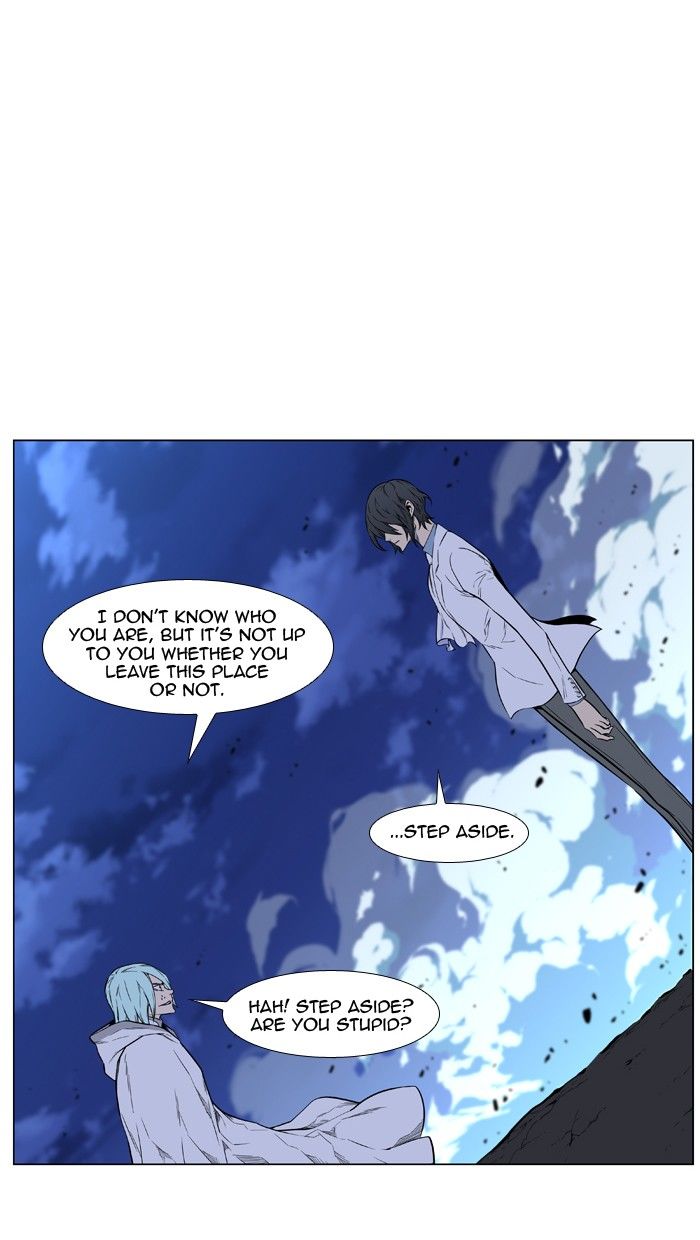 I DON'T KNOW WHO
YOU ARE, BUT IT'S NOT UP
TO YOU WHETHER YOU
LEAVE THIS PLACE
OR NOT.
...STEP ASIDE.
HAH! STEP ASIDE?
ARE YOU STUPID?